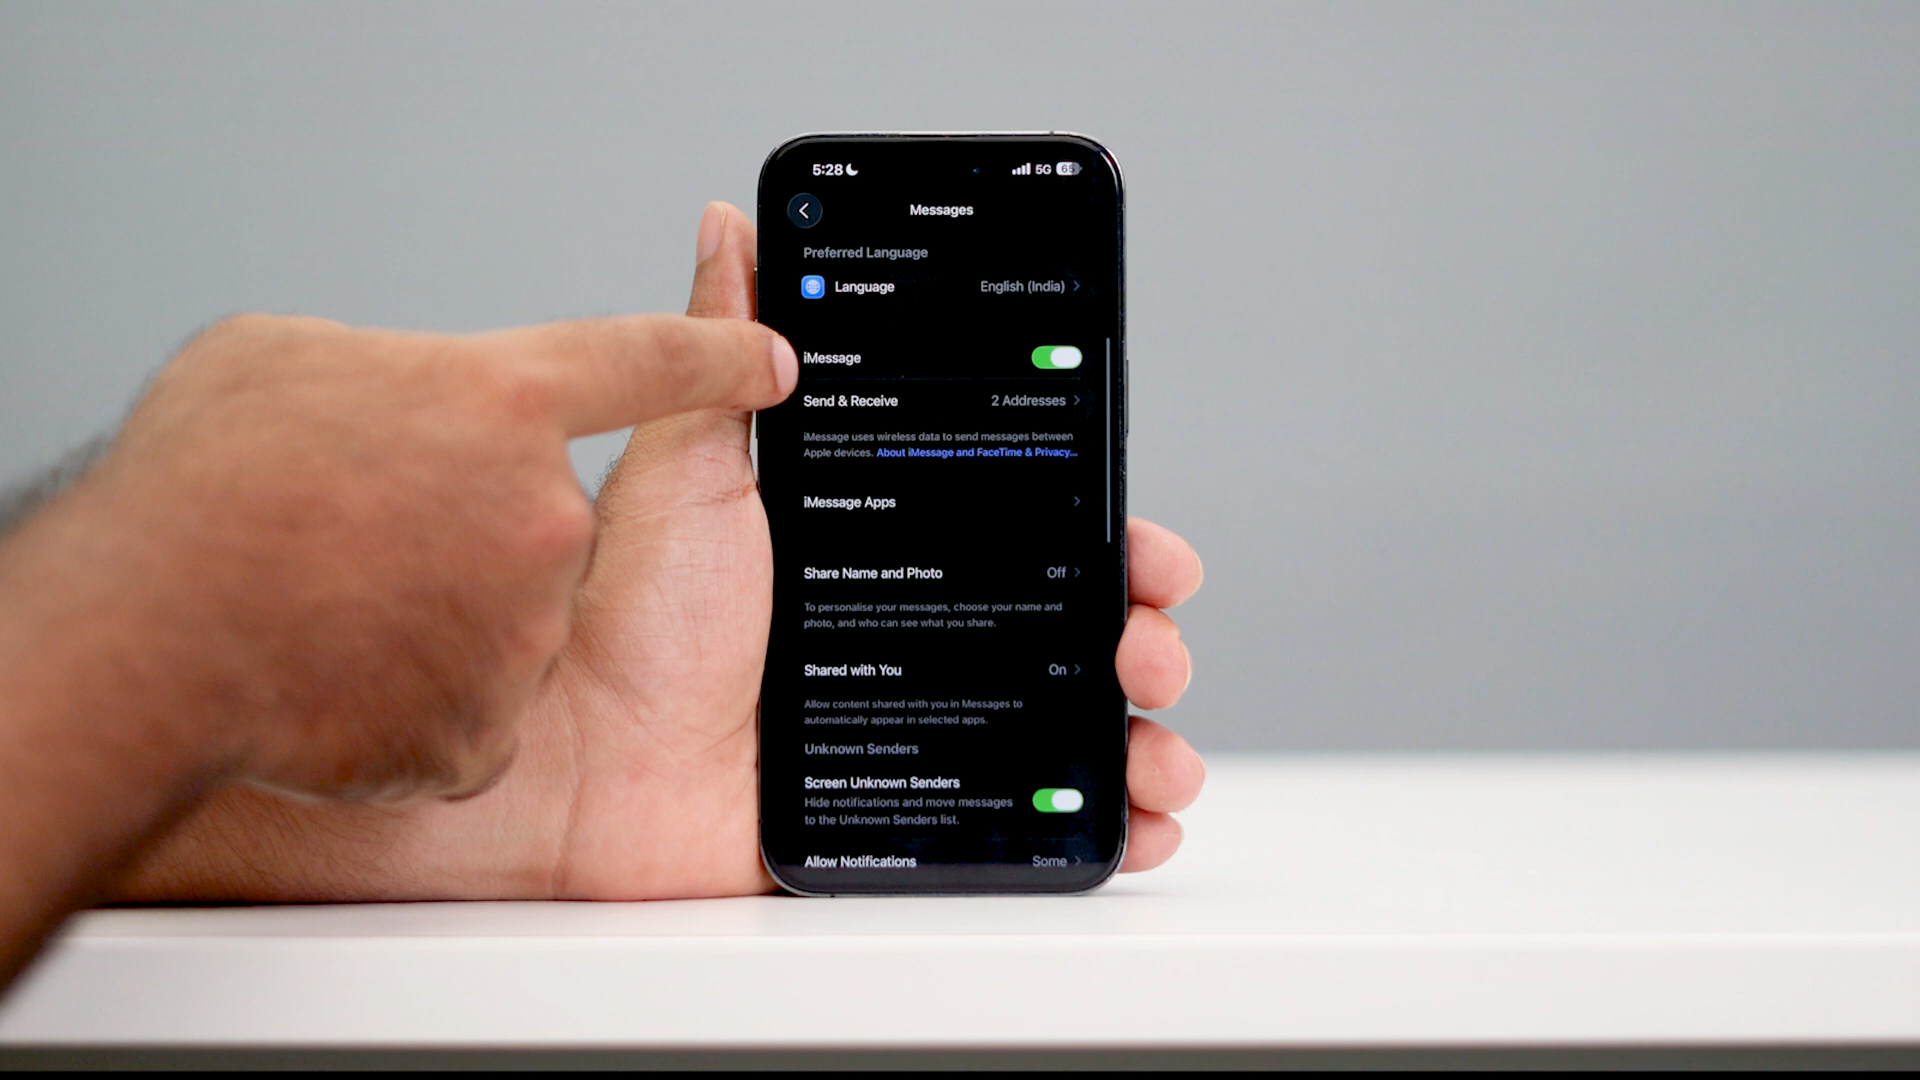 5:28
5G 65
Messages
Preferred Language
Language English (India)
iMessage
Send & Receive 2 Addresses
iMessage uses wireless data to send messages between
Apple devices. About iMessage and FaceTime & Privacy...
iMessage Apps
Share Name and Photo Off
To personalise your messages, choose your name and
photo, and who can see what you share.
Shared with You On
Allow content shared with you in Messages to
automatically appear in selected apps.
Unknown Senders
Screen Unknown Senders
Hide notifications and move messages
to the Unknown Senders list.
Allow Notifications Some